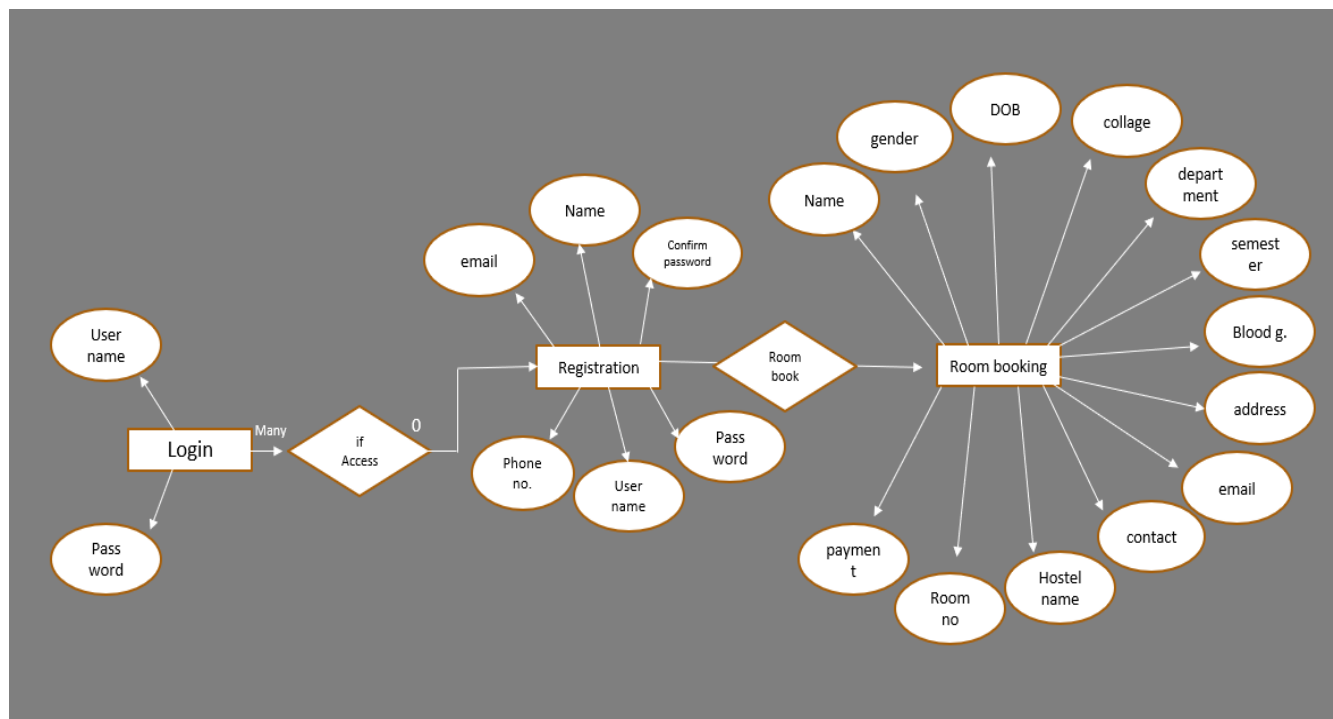 DOB
collage
gender
depart
ment
Name
Name
semest
er
Confirm
password
email
User
name
Blood g.
Registration
Room
book
Room booking
address
Many
0
Login
if
Access
Pass
word
Phone
no.
User
name
email
contact
Pass
word
paymen
t
Hostel
name
Room
no